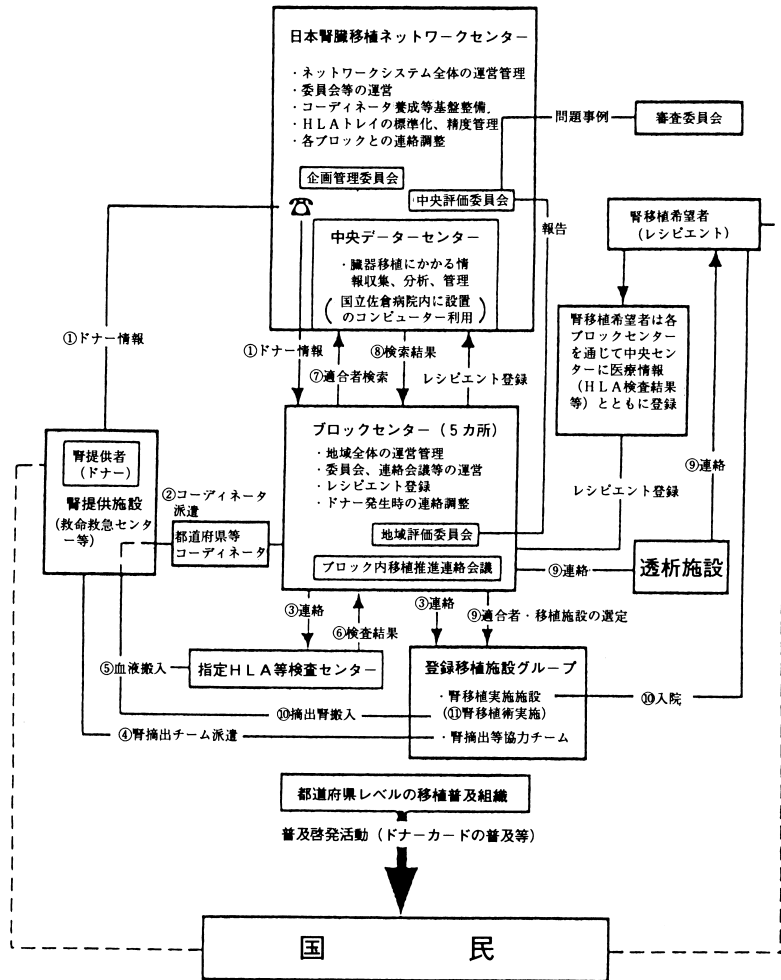 日本腎臓移植ネットワークセンター
・ネットワークシステム全体の運営管理
・委員会等の運営
・コーディネータ養成等基盤整備
・HLAトレイの標準化、精度管理
・各ブロックとの連絡調整
企画管理委員会
中央評価委員会
問題事例
審査委員会
中央データーセンター
・臓器移植にかかる情
報収集、分析、管理
(国立佐倉病院内に設置
のコンピューター利用)
報告
腎移植希望者
(レシピエント)
腎移植希望者は各
ブロックセンター
を通じて中央セン
ターに医療情報
(HLA検査結果
等)とともに登録
①ドナー情報
①ドナー情報
⑧検索結果
⑦適合者検索
レシピエント登録
ブロックセンター(5カ所)
・地域全体の運営管理
・委員会、連絡会議等の運営
・レシピエント登録
・ドナー発生時の連絡調整
地域評価委員会
ブロック内移植推進連絡会議
腎提供者
(ドナー)
腎提供施設
(救命救急センタ
ー等)
②コーディネータ
派遣
都道府県等
コーディネータ
⑨連絡
レシピエント登録
⑨連絡
透析施設
③連絡
⑥検査結果
③連絡
⑨適合者・移植施設の選定
⑤血液搬入
指定HLA等検査センター
登録移植施設グループ
・腎移植実施施設
(⑪腎移植術実施)
・腎摘出等協力チーム
⑩入院
⑩摘出腎搬入
④腎摘出チーム派遣
都道府県レベルの移植普及組織
普及啓発活動(ドナーカードの普及等)
国 民